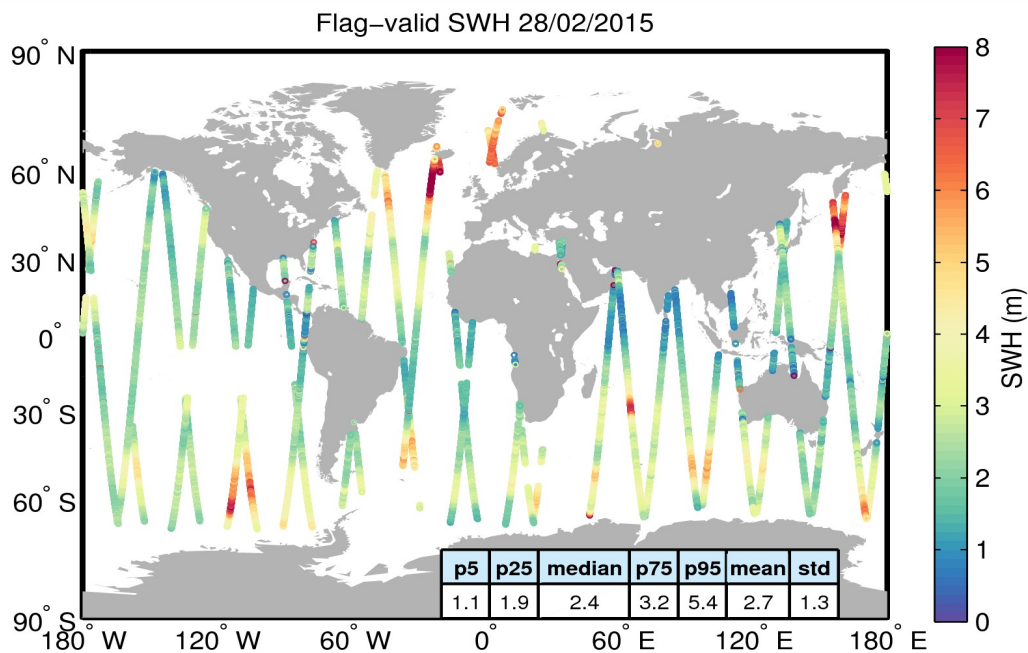 Flag−valid SWH 28/02/2015
90° N
60° N
30° N
0°
30° S
60° S
90° S
180° W
120° W
60° W
0°
60° E
120° E
180° E
8
7
6
5
4
3
2
1
0
SWH (m)
p5 p25 median p75 p95 mean std
1.1 1.9 2.4 3.2 5.4 2.7 1.3